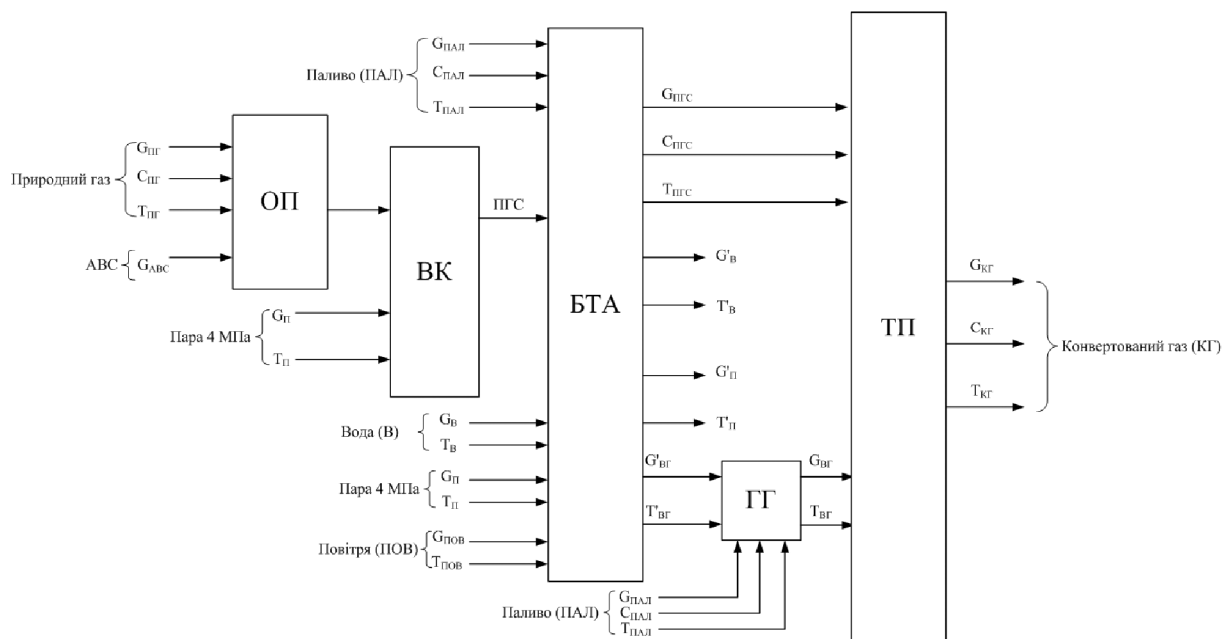 Паливо (ПАЛ)
GПАЛ
CПАЛ
TПАЛ
Природний газ
GПГ
CПГ
TПГ
АВС
GАВС
ОП
Пара 4 МПа
GП
TП
ВК
ПГС
Вода (В)
GВ
TВ
Пара 4 МПа
GП
TП
Повітря (ПОВ)
GПОВ
TПОВ
БТА
GПГС
CПГС
TПГС
G'В
T'В
G'П
T'П
G'ВГ
T'ВГ
ГГ
Паливо (ПАЛ)
GПАЛ
CПАЛ
TПАЛ
GВГ
TВГ
ТП
GКГ
CКГ
TКГ
Конвертований газ (КГ)